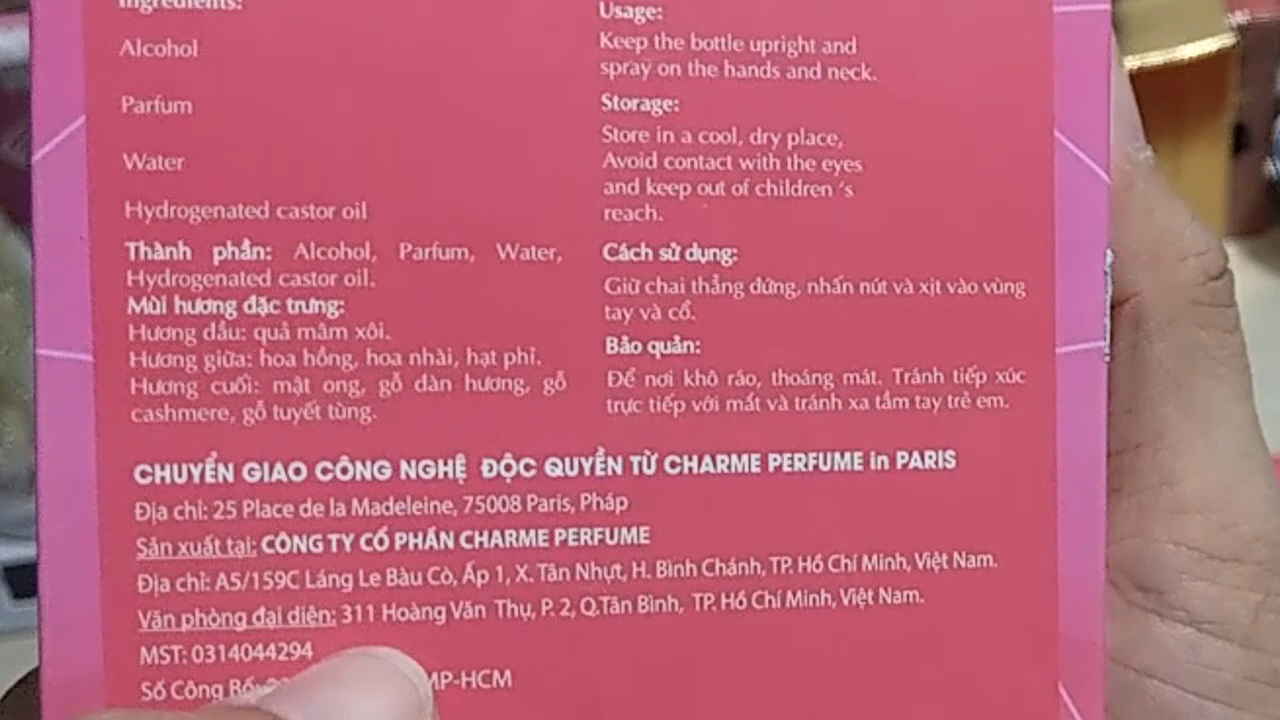 Ingredients:
Alcohol
Parfum
Water
Hydrogenated castor oil
Thành phần: Alcohol, Parfum, Water,
Hydrogenated castor oil.
Mùi hương đặc trưng:
Hương đầu: quả mâm xôi.
Hương giữa: hoa hồng, hoa nhài, hạt phỉ.
Hương cuối: mật ong, gỗ đàn hương, gỗ
cashmere, gỗ tuyết tùng.
Usage:
Keep the bottle upright and
spray on the hands and neck.
Storage:
Store in a cool, dry place,
Avoid contact with the eyes
and keep out of children 's
reach.
Cách sử dụng:
Giữ chai thẳng đứng, nhấn nút và xịt vào vùng
tay và cổ.
Bảo quản:
Để nơi khô ráo, thoáng mát. Tránh tiếp xúc
trực tiếp với mắt và tránh xa tầm tay trẻ em.
CHUYỂN GIAO CÔNG NGHỆ ĐỘC QUYỀN TỪ CHARME PERFUME in PARIS
Địa chỉ: 25 Place de la Madeleine, 75008 Paris, Pháp
Sản xuất tại: CÔNG TY CỔ PHẦN CHARME PERFUME
Địa chỉ: A5/159C Láng Le Bàu Cò, Ấp 1, X. Tân Nhựt, H. Bình Chánh, TP. Hồ Chí Minh, Việt Nam.
Văn phòng đại diện: 311 Hoàng Văn Thụ, P. 2, Q.Tân Bình, TP. Hồ Chí Minh, Việt Nam.
MST: 0314044294
Số Công Bố: MP-HCM